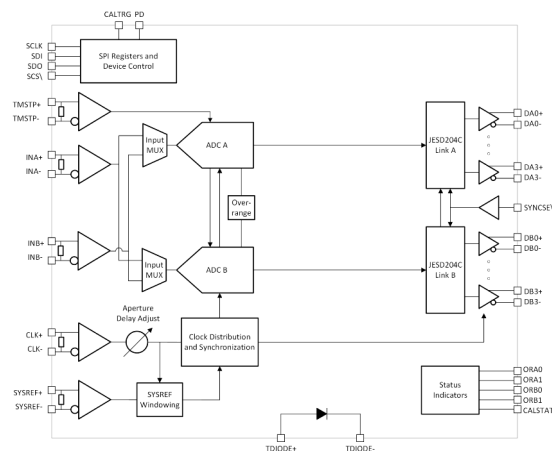 CALTRG PD
SCLK
SDI
SDO
SCS\
SPI Registers and
Device Control
TMSTP+
TMSTP-
INA+
INA-
Input
MUX
ADC A
JESD204C
Link A
DA0+
DA0-
DA3+
DA3-
Over-
range
SYNCSE\
INB+
INB-
Input
MUX
ADC B
JESD204C
Link B
DB0+
DB0-
DB3+
DB3-
Aperture
Delay Adjust
CLK+
CLK-
Clock Distribution
and Synchronization
SYSREF+
SYSREF-
SYSREF
Windowing
Status
Indicators
ORA0
ORA1
ORB0
ORB1
CALSTAT
TDIODE+
TDIODE-